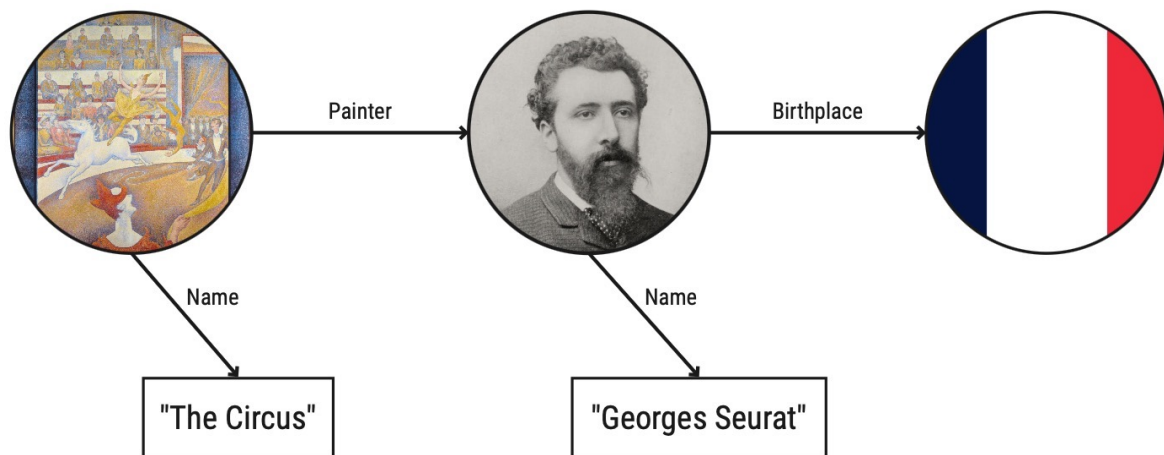 Painter
Birthplace
Name
Name
"The Circus"
"Georges Seurat"